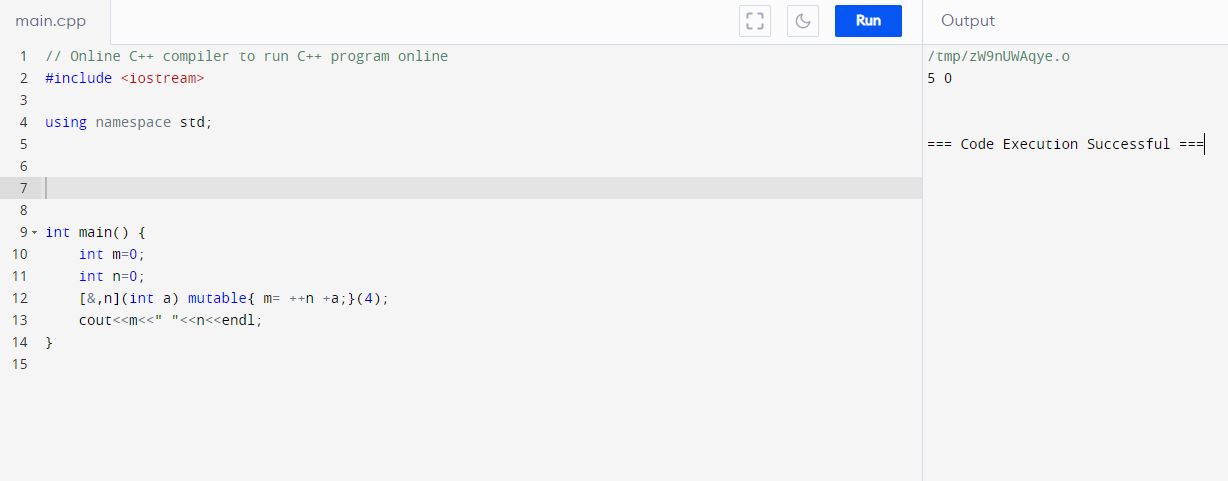 main.cpp
Run
Output
1 // Online C++ compiler to run C++ program online
2 #include <iostream>
3
4 using namespace std;
5
6
7
8
9 int main() {
10     int m=0;
11     int n=0;
12     [&,n](int a) mutable{ m= ++n +a;}(4);
13     cout<<m<<" "<<n<<endl;
14 }
15
/tmp/zW9nUWAqye.o
5 0
=== Code Execution Successful ===